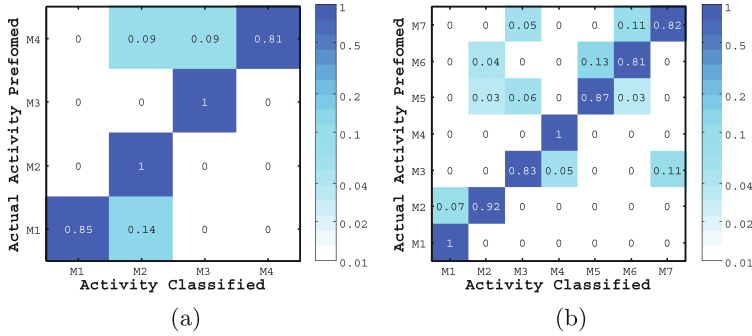 Actual Activity Prefomed
M4 0 0.09 0.09 0.81
M3 0 0 1 0
M2 0 1 0 0
M1 0.85 0.14 0 0
M1 M2 M3 M4
Activity Classified
1
0.5
0.2
0.1
0.04
0.02
0.01
(a)
Actual Activity Prefomed
M7 0 0 0.05 0 0 0.11 0.82
M6 0 0.04 0 0 0.13 0.81 0
M5 0 0.03 0.06 0 0.87 0.03 0
M4 0 0 0 1 0 0 0
M3 0 0 0.83 0.05 0 0 0.11
M2 0.07 0.92 0 0 0 0 0
M1 1 0 0 0 0 0 0
M1 M2 M3 M4 M5 M6 M7
Activity Classified
1
0.5
0.2
0.1
0.04
0.02
0.01
(b)